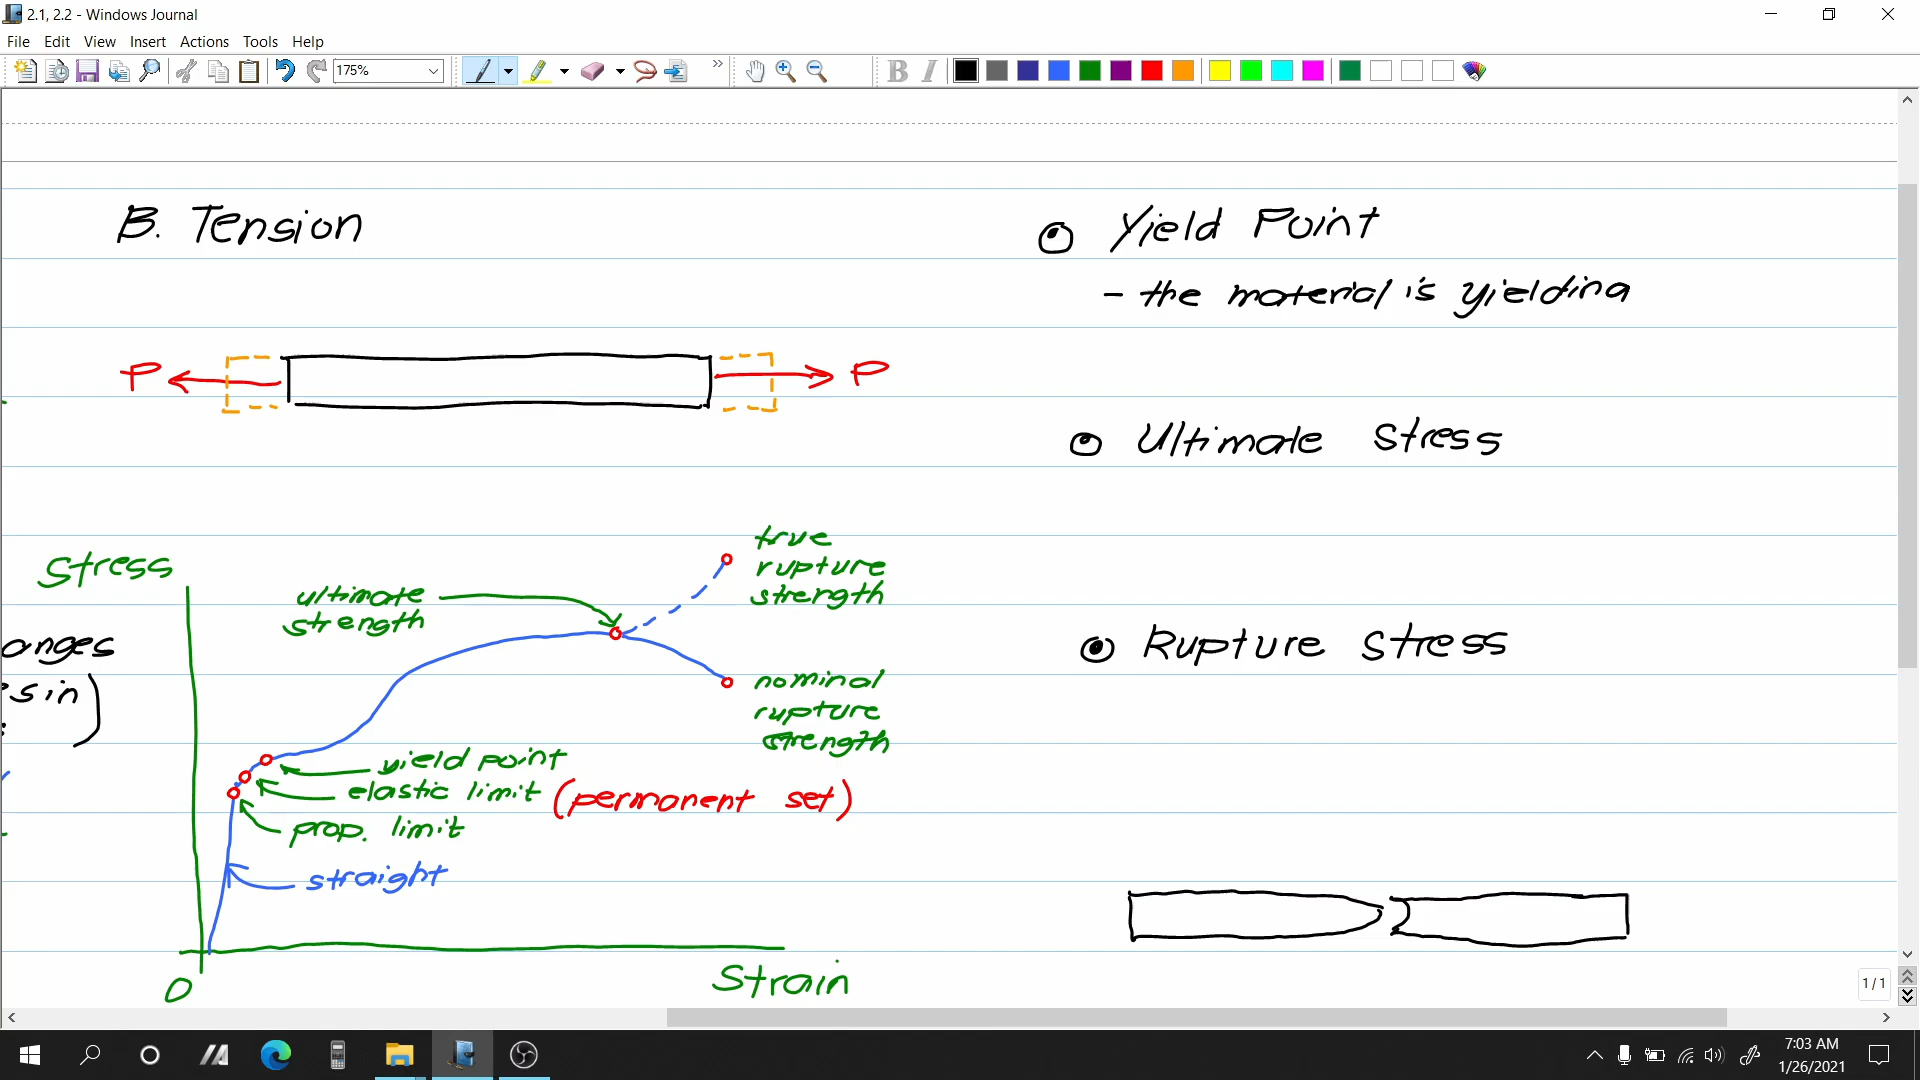 2.1, 2.2 - Windows Journal
File Edit View Insert Actions Tools Help
175%
B I
B. Tension
P P
Stress
ultimate
strength
true
rupture
strength
nominal
rupture
strength
yield point
elastic limit (permanent set)
prop. limit
straight
O
Strain
anges
sin)
Yield Point
- the material is yielding
Ultimate Stress
Rupture Stress
1 / 1
7:03 AM
1/26/2021